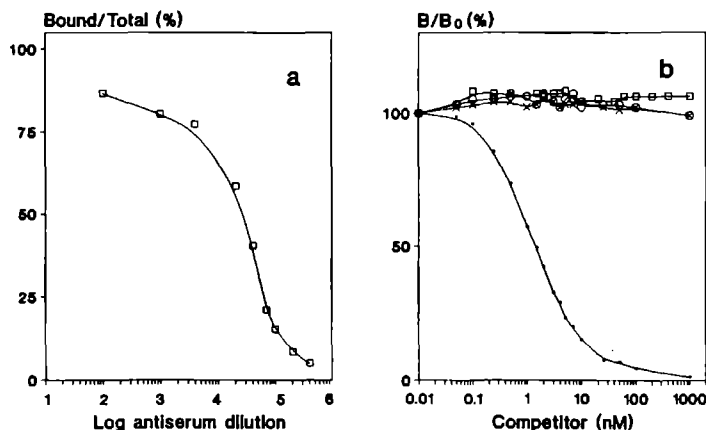 Bound/Total (%)
100
75
50
25
0
1 2 3 4 5 6
Log antiserum dilution
a
B/B0 (%)
100
50
0
0.01 0.1 1 10 100 1000
Competitor (nM)
b